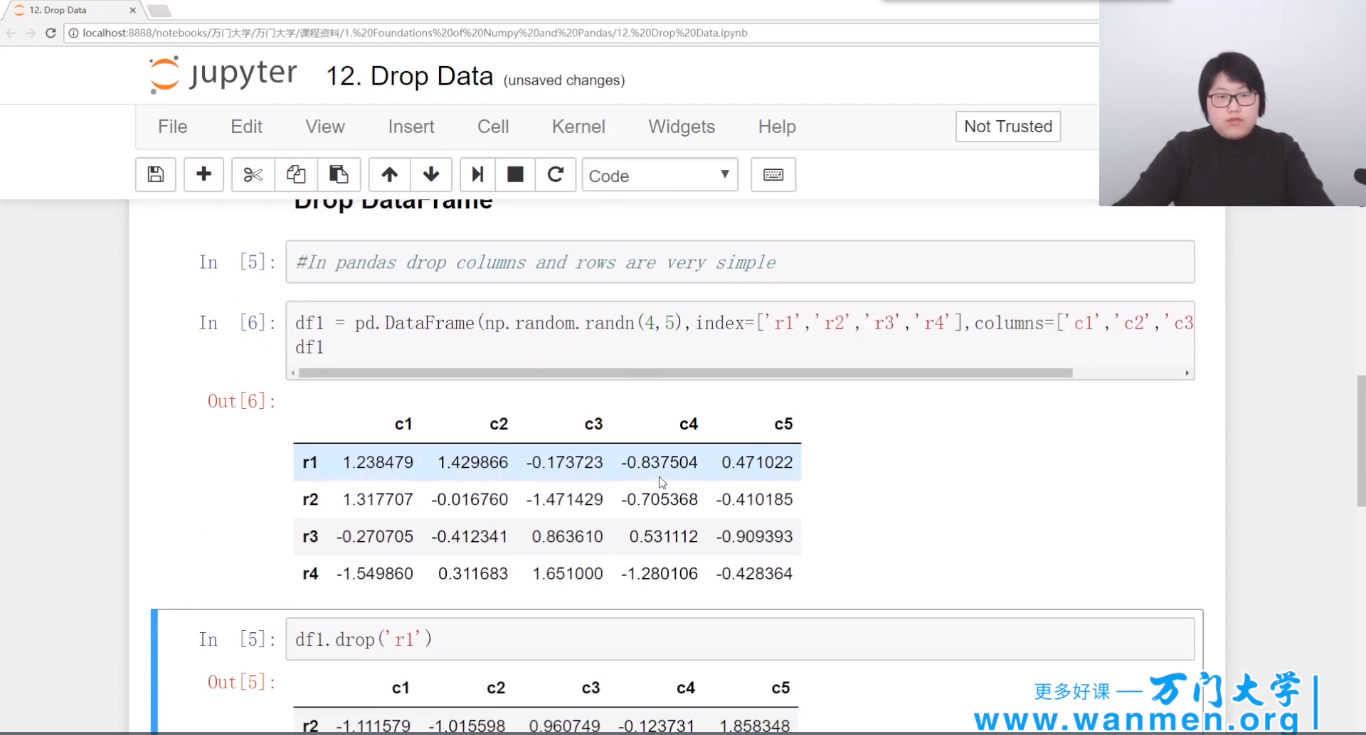 12. Drop Data
localhost:8888/notebooks/万门大学/万门大学/课程资料/1.%20Foundations%20of%20Numpy%20and%20Pandas/12.%20Drop%20Data.ipynb
jupyter 12. Drop Data (unsaved changes)
File Edit View Insert Cell Kernel Widgets Help Not Trusted
Code
Drop DataFrame
In [5]: #In pandas drop columns and rows are very simple
In [6]: df1 = pd.DataFrame(np.random.randn(4,5),index=['r1','r2','r3','r4'],columns=['c1','c2','c3
df1
Out[6]:
c1 c2 c3 c4 c5
r1 1.238479 1.429866 -0.173723 -0.837504 0.471022
r2 1.317707 -0.016760 -1.471429 -0.705368 -0.410185
r3 -0.270705 -0.412341 0.863610 0.531112 -0.909393
r4 -1.549860 0.311683 1.651000 -1.280106 -0.428364
In [5]: df1.drop('r1')
Out[5]:
c1 c2 c3 c4 c5
r2 -1.111579 -1.015598 0.960749 -0.123731 1.858348
更多好课 — 万门大学
www.wanmen.org